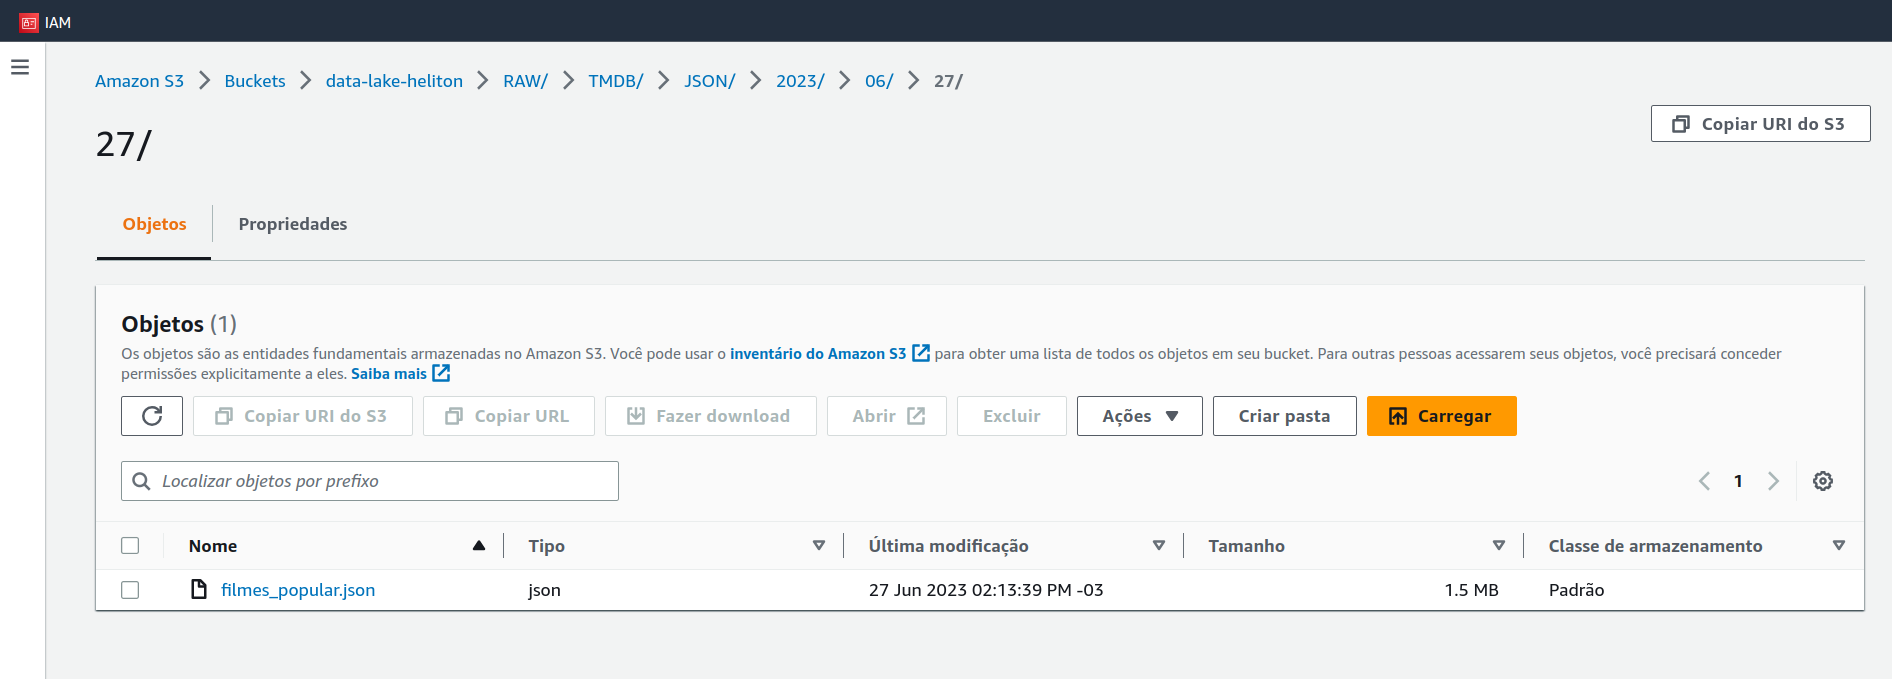 IAM
Amazon S3 Buckets data-lake-heliton RAW/ TMDB/ JSON/ 2023/ 06/ 27/
Copiar URI do S3
27/
Objetos Propriedades
Objetos (1)
Os objetos são as entidades fundamentais armazenadas no Amazon S3. Você pode usar o inventário do Amazon S3 para obter uma lista de todos os objetos em seu bucket. Para outras pessoas acessarem seus objetos, você precisará conceder
permissões explicitamente a eles. Saiba mais
Copiar URI do S3 Copiar URL Fazer download Abrir Excluir Ações Criar pasta Carregar
Localizar objetos por prefixo 1
Nome Tipo Última modificação Tamanho Classe de armazenamento
filmes_popular.json json 27 Jun 2023 02:13:39 PM -03 1.5 MB Padrão